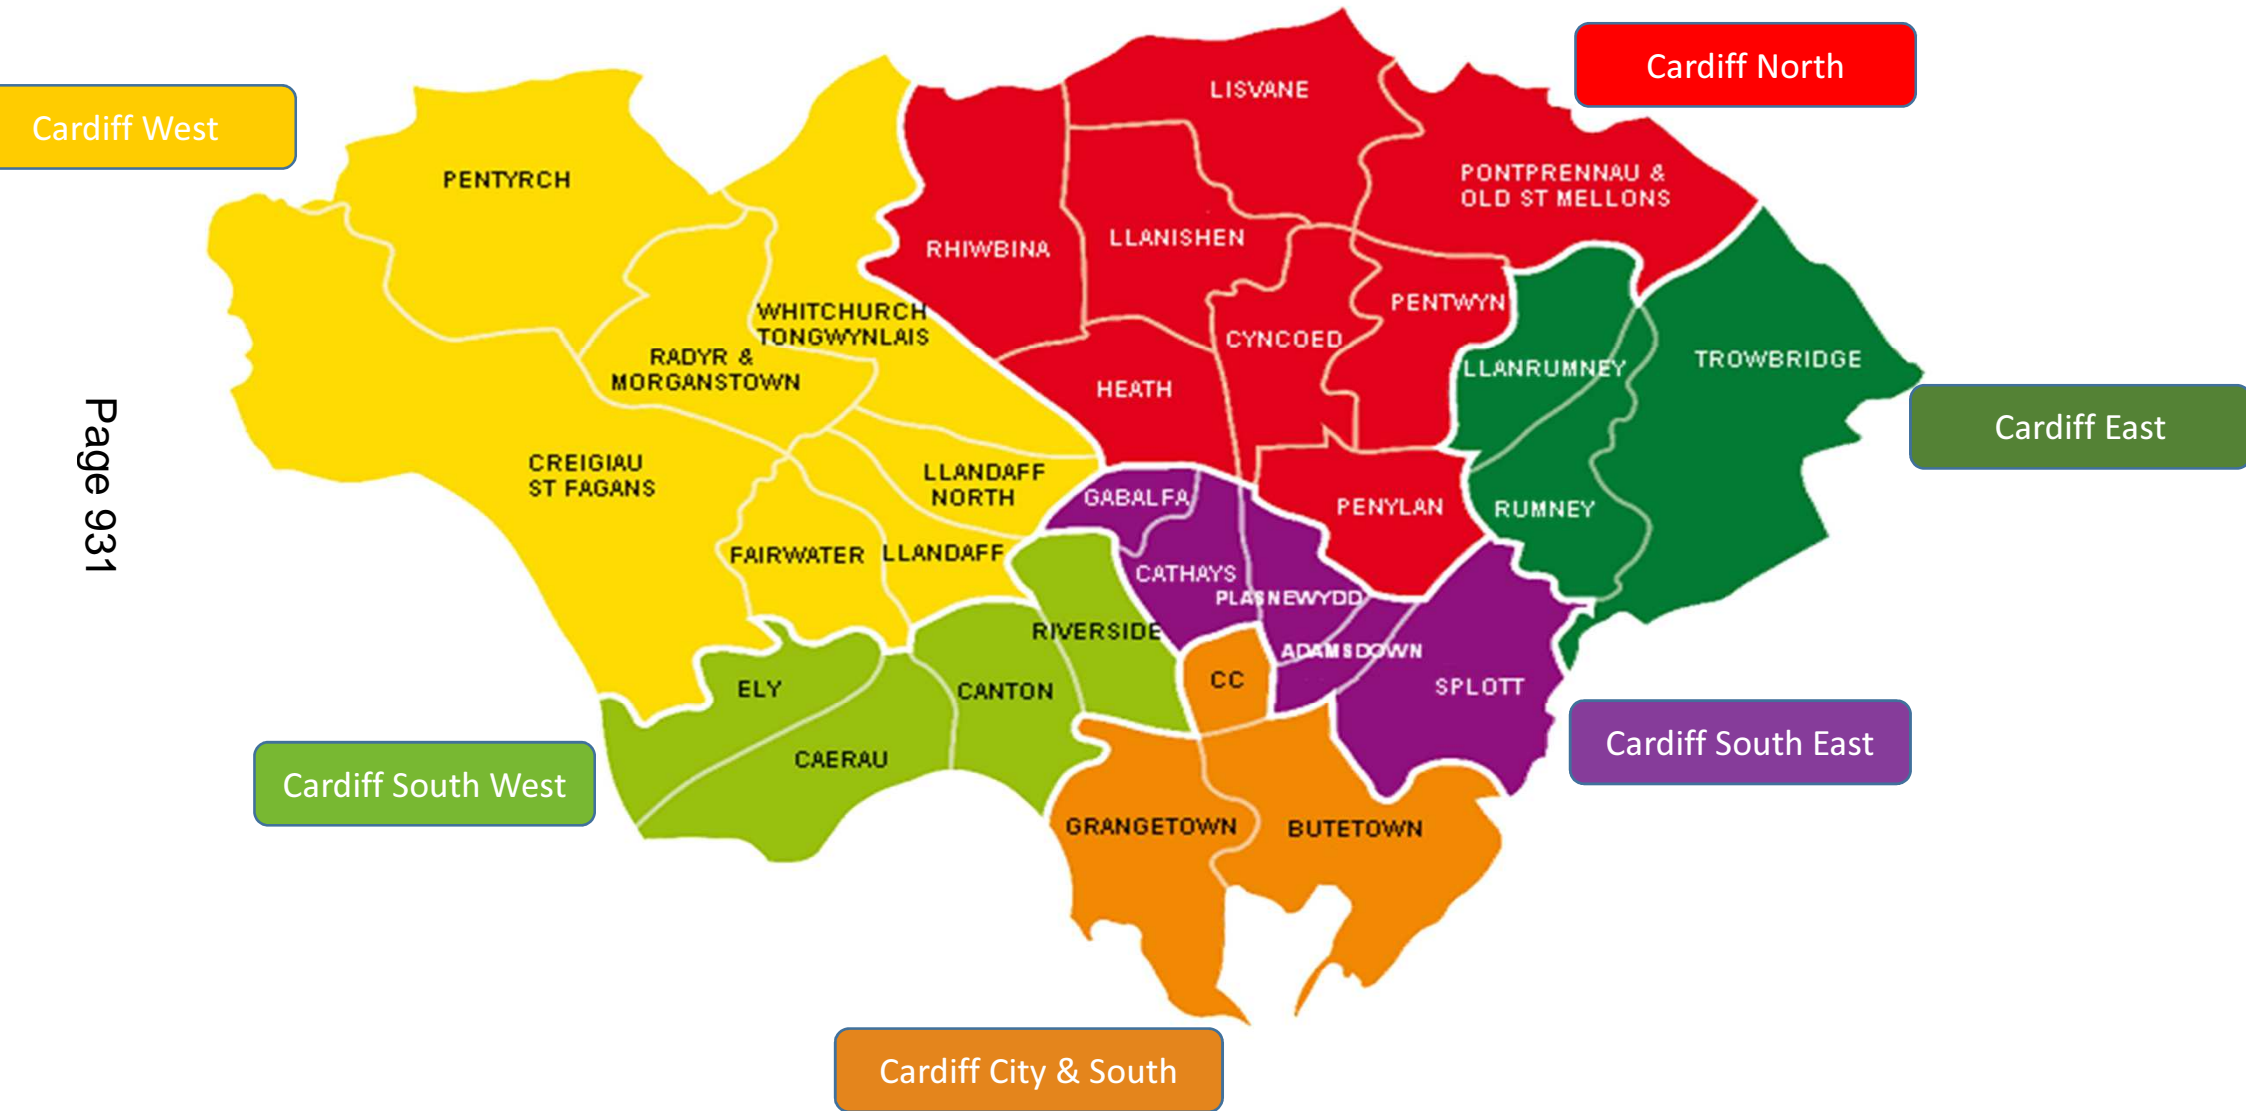 Cardiff North
Cardiff West
LISVANE
PENTYRCH
PONTPRENNAU &
OLD ST MELLONS
RHIWBINA
LLANISHEN
WHITCHURCH
TONGWYNLAIS
PENTWYN
CYNCOED
RADYR &
MORGANSTOWN
LLANRUMNEY
TROWBRIDGE
HEATH
Cardiff East
Page 931
CREIGIAU
ST FAGANS
LLANDAFF
NORTH
GABALFA
PENYLAN
RUMNEY
FAIRWATER
LLANDAFF
CATHAYS
PLASNEWYDD
RIVERSIDE
ADAMSDOWN
CC
SPLOTT
ELY
CANTON
Cardiff South East
CAERAU
Cardiff South West
GRANGETOWN
BUTETOWN
Cardiff City & South